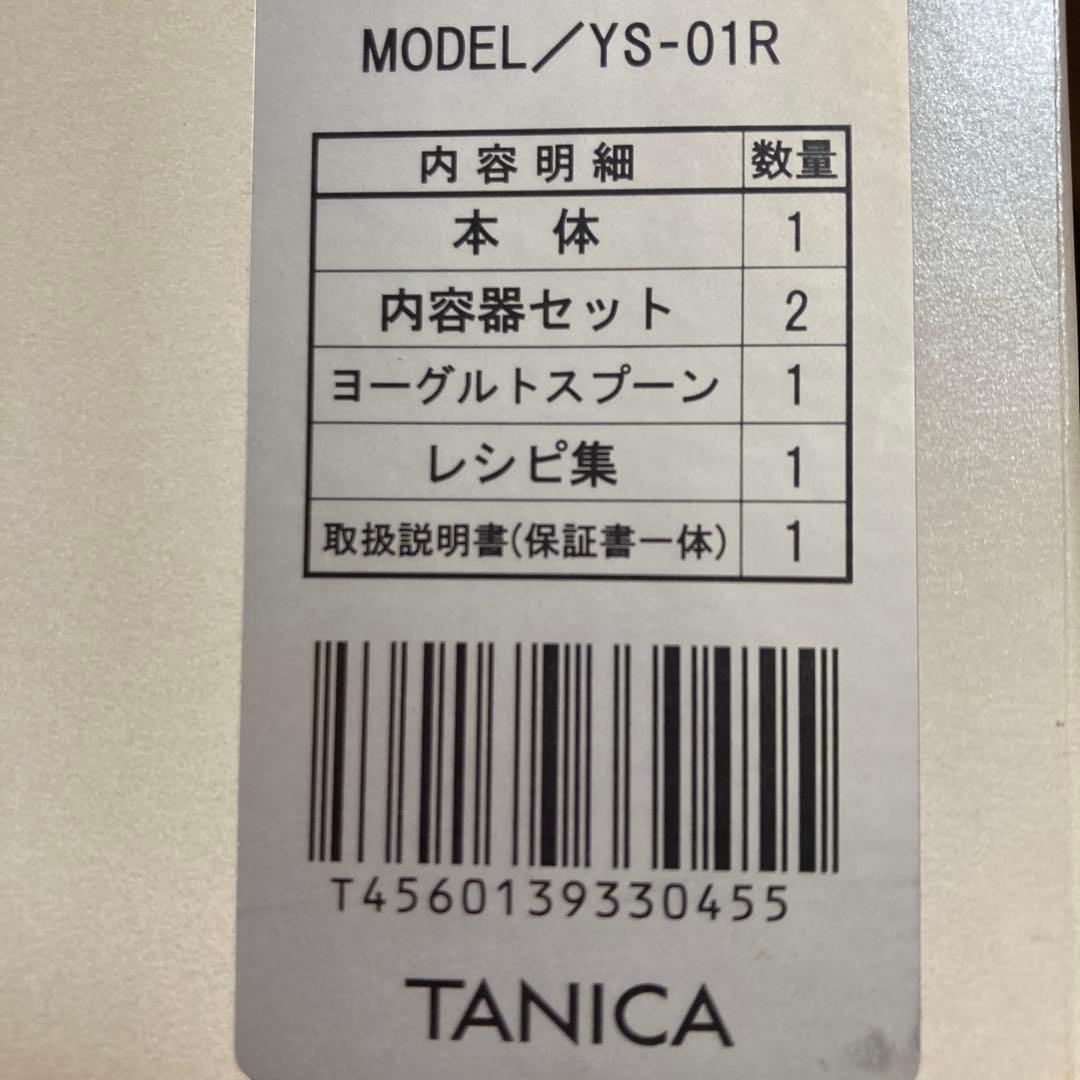 MODEL／YS-01R
内容明細 数量
本体 1
内容器セット 2
ヨーグルトスプーン 1
レシピ集 1
取扱説明書(保証書一体) 1
T4560139330455
TANICA